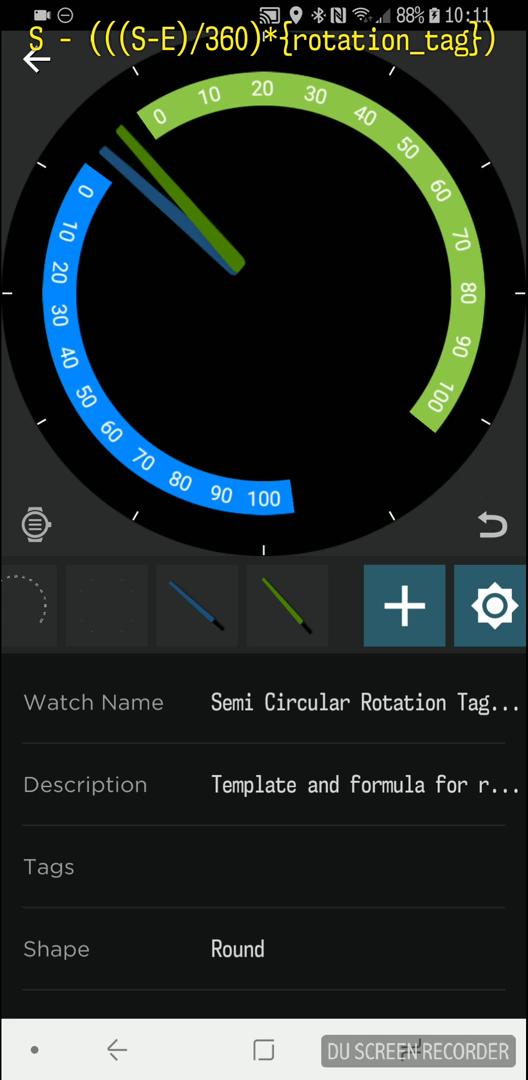 88% 10:11
S - (((S-E)/360)*{rotation_tag})
0 10 20 30 40 50 60 70 80 90 100
0 10 20 30 40 50 60 70 80 90 100
Watch Name Semi Circular Rotation Tag...
Description Template and formula for r...
Tags
Shape Round
DU SCREEN RECORDER